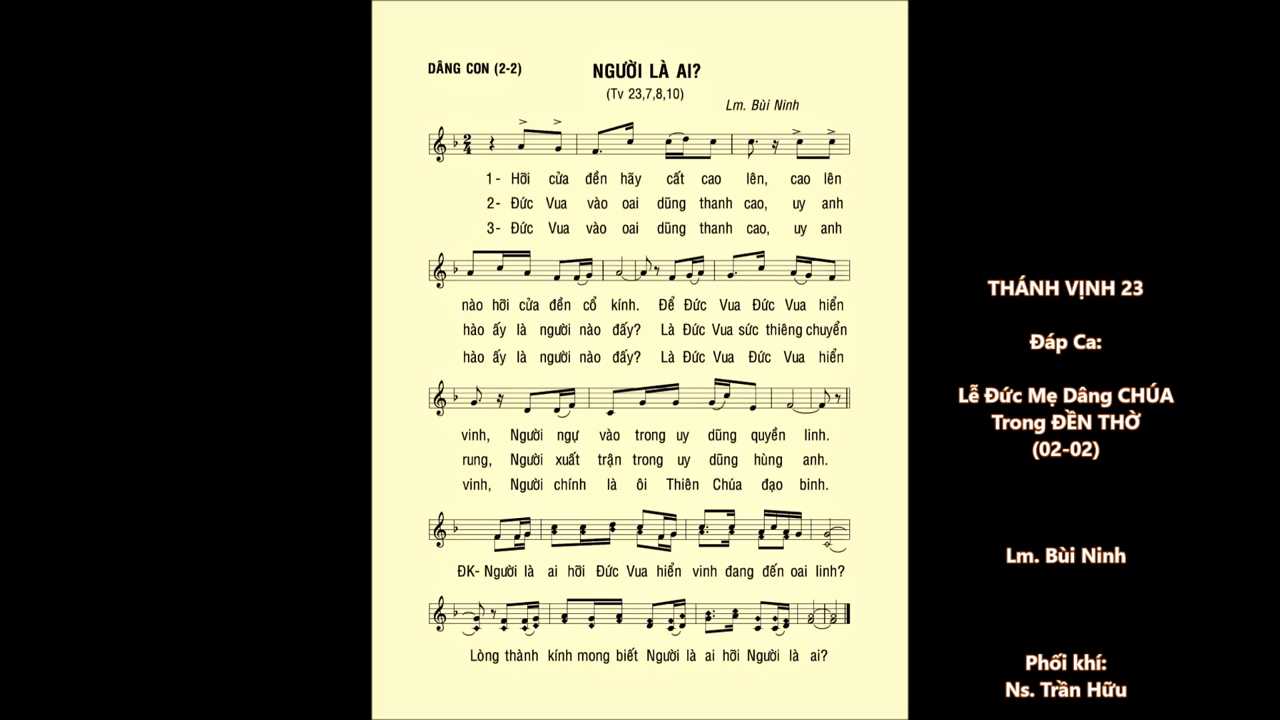 DÂNG CON (2-2)
NGƯỜI LÀ AI?
(Tv 23,7,8,10)
Lm. Bùi Ninh
2
4
1- Hỡi cửa đền hãy cất cao lên, cao lên
2- Đức Vua vào oai dũng thanh cao, uy anh
3- Đức Vua vào oai dũng thanh cao, uy anh
nào hỡi cửa đền cổ kính. Để Đức Vua Đức Vua hiển
hào ấy là người nào đấy? Là Đức Vua sức thiêng chuyển
hào ấy là người nào đấy? Là Đức Vua Đức Vua hiển
vinh, Người ngự vào trong uy dũng quyền linh.
rung, Người xuất trận trong uy dũng hùng anh.
vinh, Người chính là ôi Thiên Chúa đạo binh.
ĐK- Người là ai hỡi Đức Vua hiển vinh đang đến oai linh?
Lòng thành kính mong biết Người là ai hỡi Người là ai?
THÁNH VỊNH 23
Đáp Ca:
Lễ Đức Mẹ Dâng CHÚA
Trong ĐỀN THỜ
(02-02)
Lm. Bùi Ninh
Phối khí:
Ns. Trần Hữu